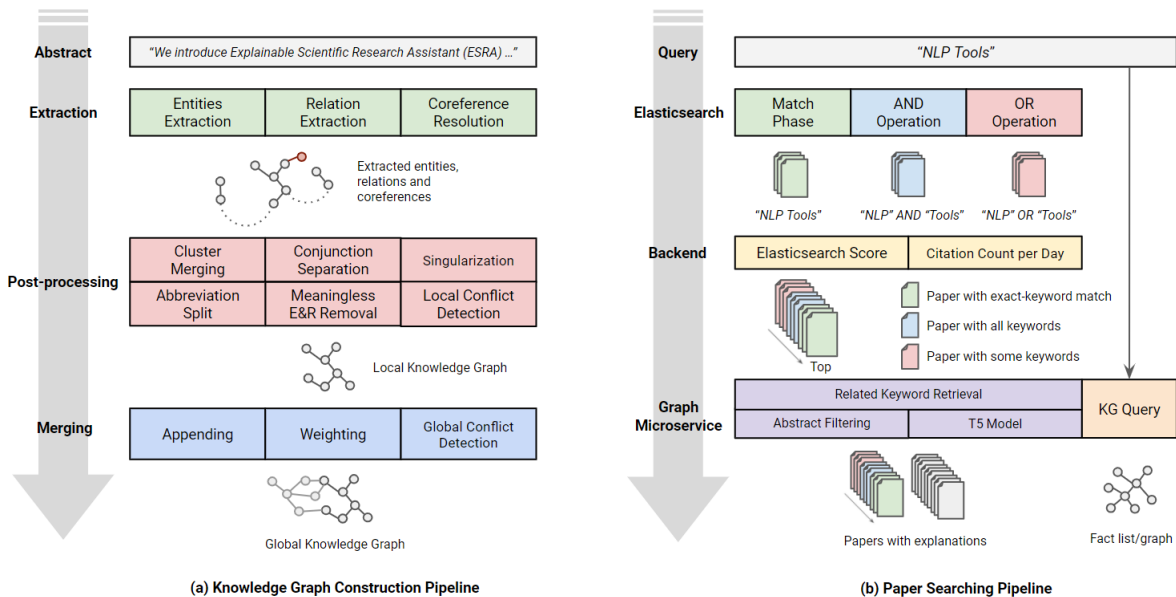 Abstract
“We introduce Explainable Scientific Research Assistant (ESRA) ...”
Extraction
Entities
Extraction
Relation
Extraction
Coreference
Resolution
Extracted entities,
relations and
coreferences
Post-processing
Cluster
Merging
Conjunction
Separation
Singularization
Abbreviation
Split
Meaningless
E&R Removal
Local Conflict
Detection
Local Knowledge Graph
Merging
Appending
Weighting
Global Conflict
Detection
Global Knowledge Graph
(a) Knowledge Graph Construction Pipeline
Query
“NLP Tools”
Elasticsearch
Match
Phase
AND
Operation
OR
Operation
“NLP Tools”
“NLP” AND “Tools”
“NLP” OR “Tools”
Backend
Elasticsearch Score
Citation Count per Day
Paper with exact-keyword match
Paper with all keywords
Paper with some keywords
Top
Graph
Microservice
Related Keyword Retrieval
Abstract Filtering
T5 Model
KG Query
Papers with explanations
Fact list/graph
(b) Paper Searching Pipeline